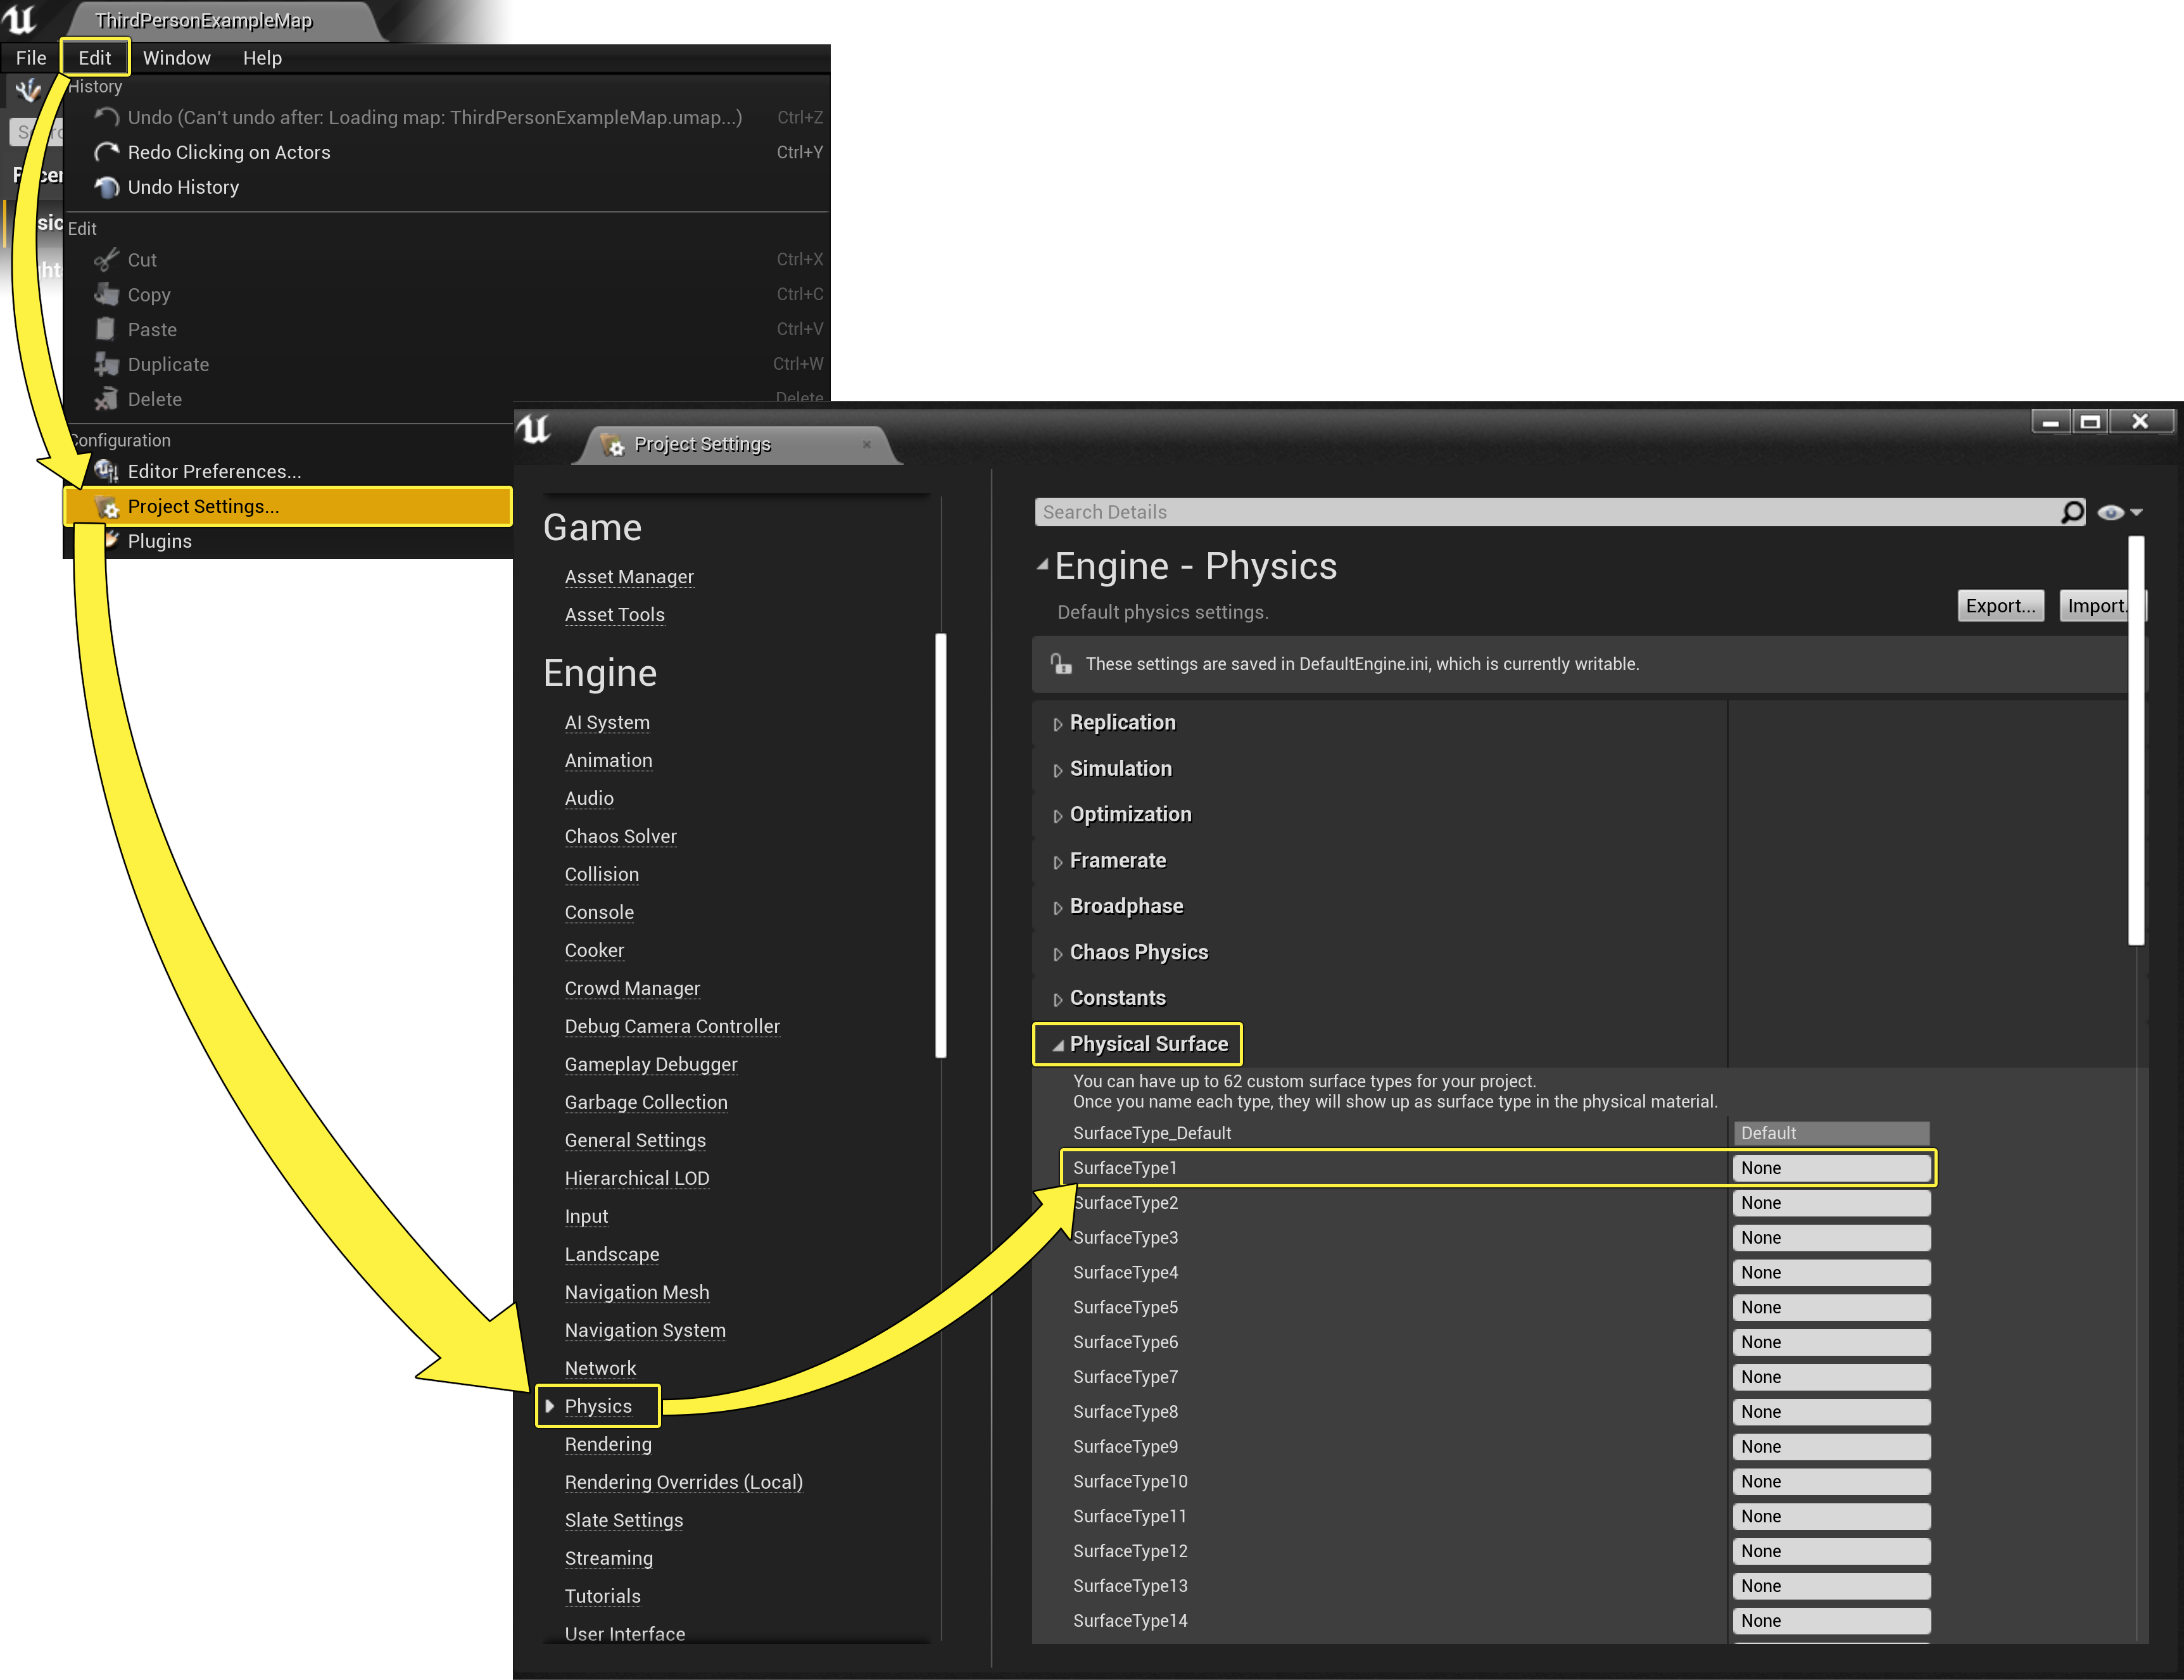 ThirdPersonExampleMap
File Edit Window Help
History
Undo (Can't undo after: Loading map: ThirdPersonExampleMap.umap...) Ctrl+Z
Redo Clicking on Actors Ctrl+Y
Undo History
Edit
Cut Ctrl+X
Copy Ctrl+C
Paste Ctrl+V
Duplicate Ctrl+W
Delete Delete
Configuration
Editor Preferences...
Project Settings...
Plugins
Project Settings
Game
Asset Manager
Asset Tools
Engine
AI System
Animation
Audio
Chaos Solver
Collision
Console
Cooker
Crowd Manager
Debug Camera Controller
Gameplay Debugger
Garbage Collection
General Settings
Hierarchical LOD
Input
Landscape
Navigation Mesh
Navigation System
Network
Physics
Rendering
Rendering Overrides (Local)
Slate Settings
Streaming
Tutorials
User Interface
Search Details
Engine - Physics
Default physics settings.
Export... Import.
These settings are saved in DefaultEngine.ini, which is currently writable.
Replication
Simulation
Optimization
Framerate
Broadphase
Chaos Physics
Constants
Physical Surface
You can have up to 62 custom surface types for your project.
Once you name each type, they will show up as surface type in the physical material.
SurfaceType_Default Default
SurfaceType1 None
SurfaceType2 None
SurfaceType3 None
SurfaceType4 None
SurfaceType5 None
SurfaceType6 None
SurfaceType7 None
SurfaceType8 None
SurfaceType9 None
SurfaceType10 None
SurfaceType11 None
SurfaceType12 None
SurfaceType13 None
SurfaceType14 None